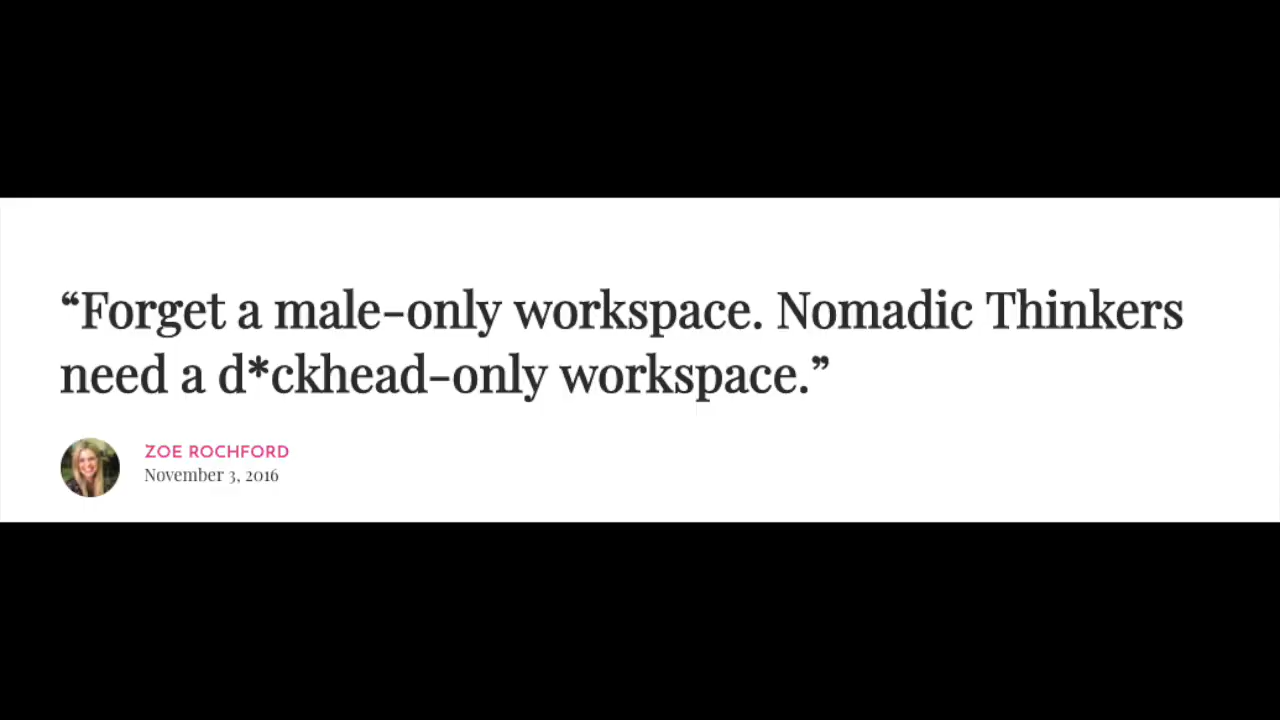 “Forget a male-only workspace. Nomadic Thinkers
need a d*ckhead-only workspace.”
ZOE ROCHFORD
November 3, 2016